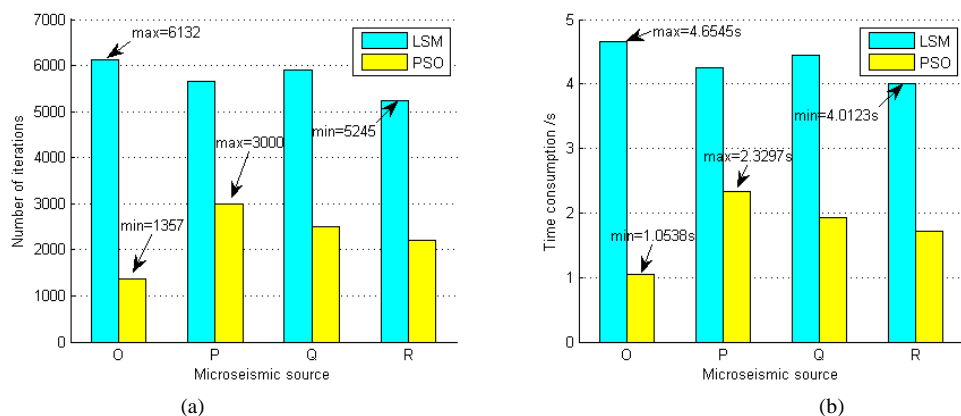 7000
6000
5000
4000
3000
2000
1000
0
Number of iterations
max=6132
LSM
PSO
min=5245
max=3000
min=1357
O P Q R
Microseismic source
(a)
5
4
3
2
1
0
Time consumption /s
max=4.6545s
LSM
PSO
min=4.0123s
max=2.3297s
min=1.0538s
O P Q R
Microseismic source
(b)